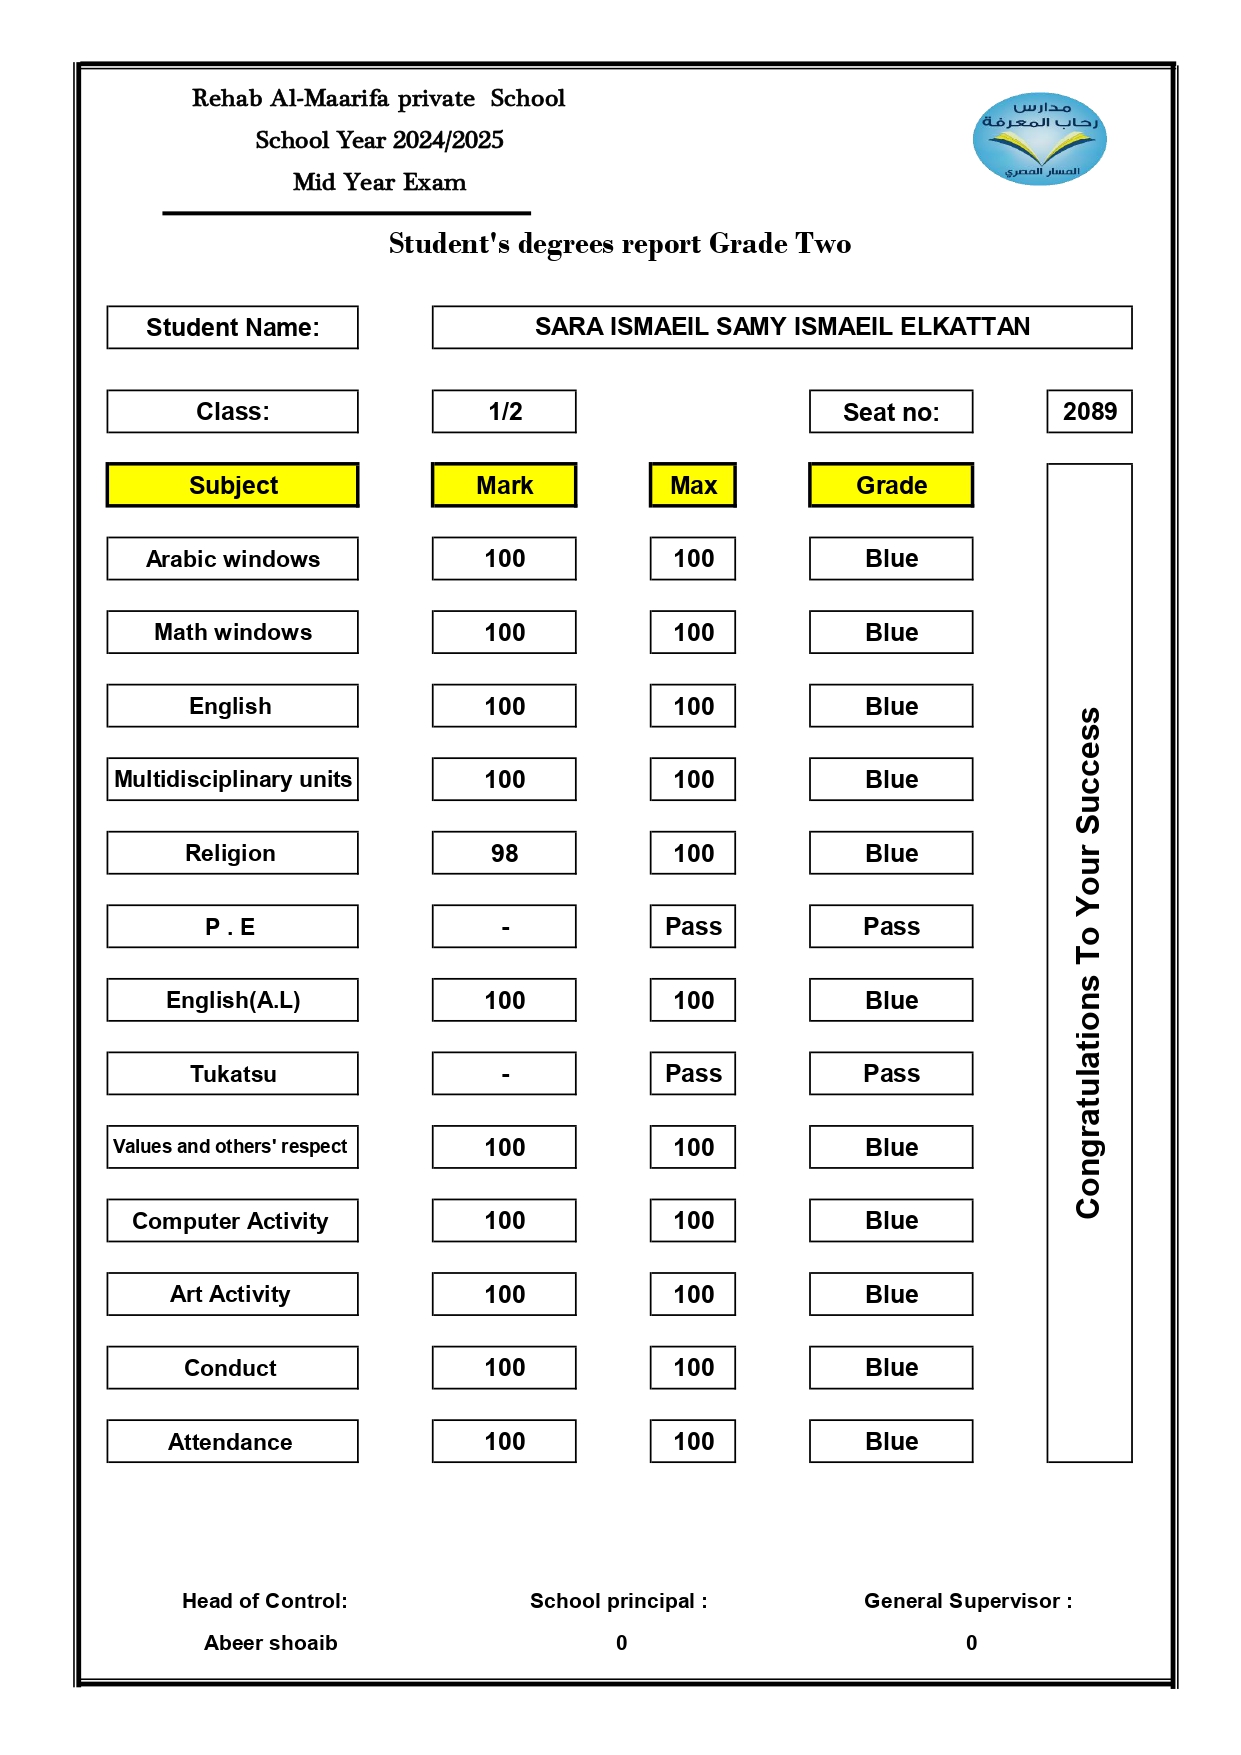 Rehab Al-Maarifa private School
School Year 2024/2025
Mid Year Exam
مدارس
رحاب المعرفة
المسار المصري
Student's degrees report Grade Two
Student Name: SARA ISMAEIL SAMY ISMAEIL ELKATTAN
Class: 1/2 Seat no: 2089
Subject Mark Max Grade
Arabic windows 100 100 Blue
Math windows 100 100 Blue
English 100 100 Blue
Multidisciplinary units 100 100 Blue
Religion 98 100 Blue
P . E - Pass Pass
English(A.L) 100 100 Blue
Tukatsu - Pass Pass
Values and others' respect 100 100 Blue
Computer Activity 100 100 Blue
Art Activity 100 100 Blue
Conduct 100 100 Blue
Attendance 100 100 Blue
Congratulations To Your Success
Head of Control: School principal : General Supervisor :
Abeer shoaib 0 0